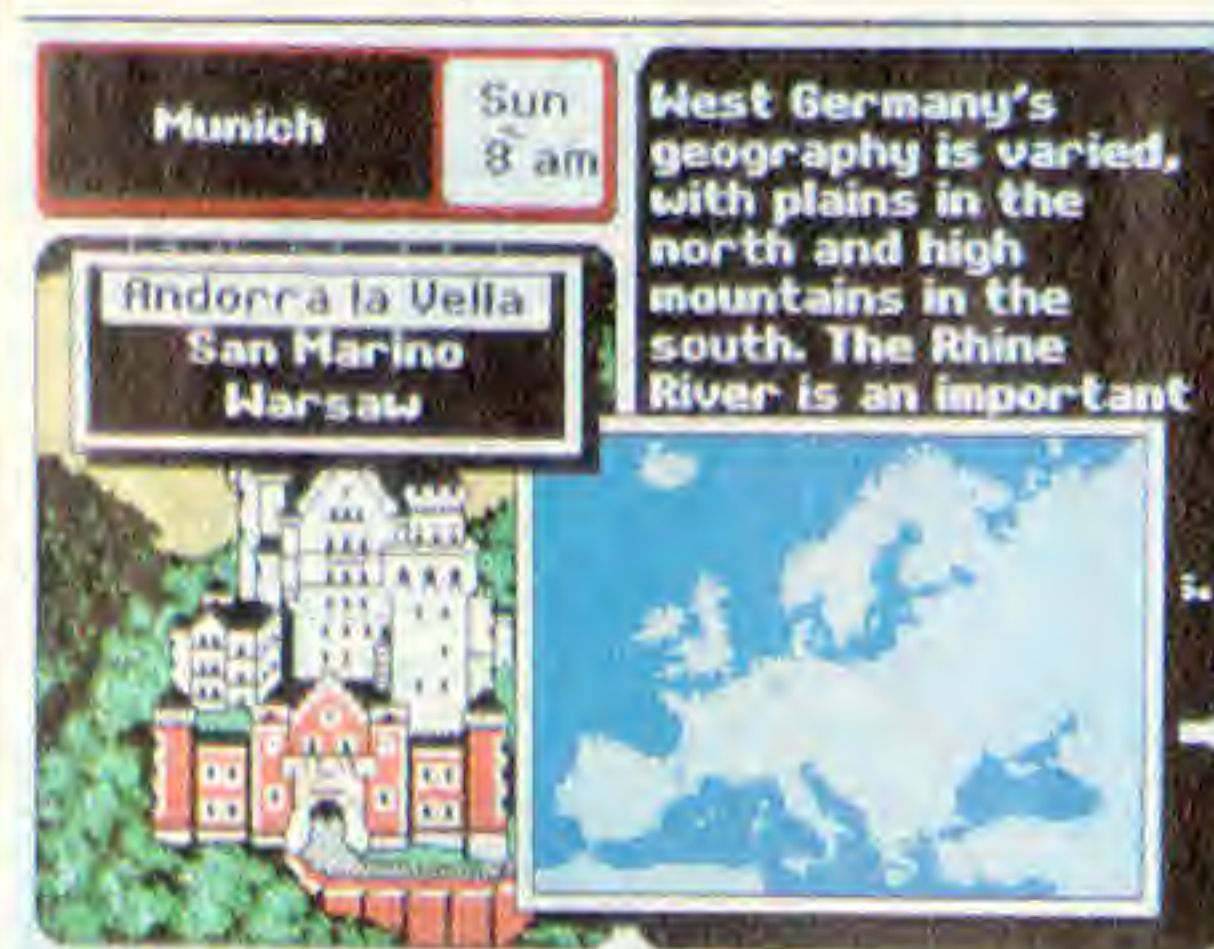 Munich
Sun
8 am
West Germany's
geography is varied,
with plains in the
north and high
mountains in the
south. The Rhine
River is an important
Andorra la Vella
San Marino
Warsaw